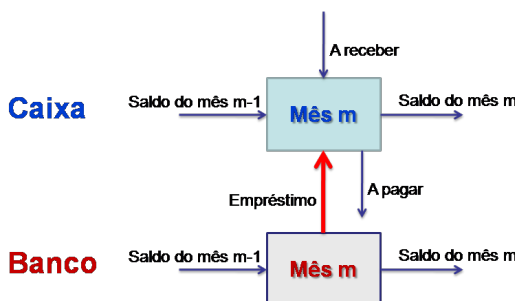 A receber
Caixa
Saldo do mês m-1
Mês m
Saldo do mês m
Empréstimo
A pagar
Banco
Saldo do mês m-1
Mês m
Saldo do mês m